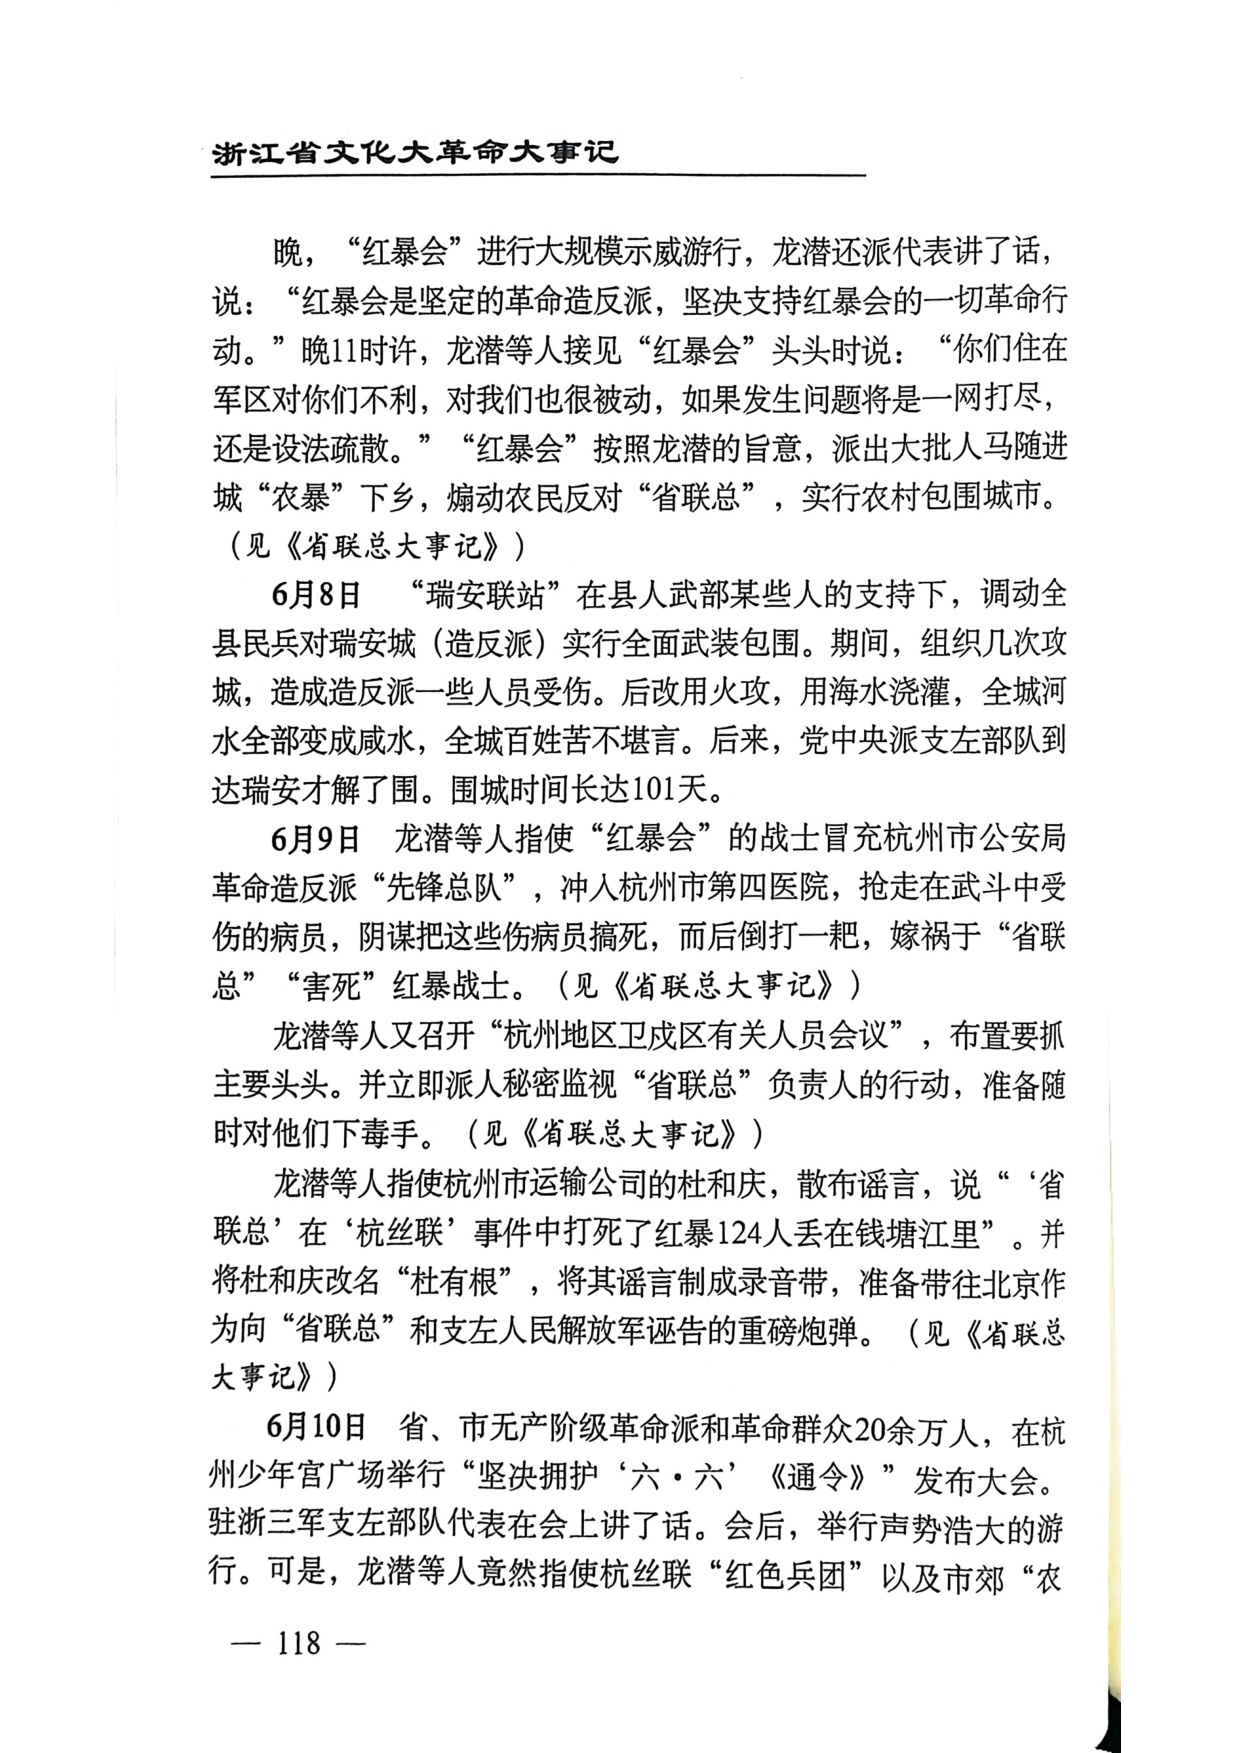 浙江省文化大革命大事记
晚，“红暴会”进行大规模示威游行，龙潜还派代表讲了话，
说：“红暴会是坚定的革命造反派，坚决支持红暴会的一切革命行
动。”晚11时许，龙潜等人接见“红暴会”头头时说：“你们住在
军区对你们不利，对我们也很被动，如果发生问题将是一网打尽，
还是设法疏散。”“红暴会”按照龙潜的旨意，派出大批人马随进
城“农暴”下乡，煽动农民反对“省联总”，实行农村包围城市。
（见《省联总大事记》）
6月8日 “瑞安联站”在县人武部某些人的支持下，调动全
县民兵对瑞安城（造反派）实行全面武装包围。期间，组织几次攻
城，造成造反派一些人员受伤。后改用火攻，用海水浇灌，全城河
水全部变成咸水，全城百姓苦不堪言。后来，党中央派支左部队到
达瑞安才解了围。围城时间长达101天。
6月9日 龙潜等人指使“红暴会”的战士冒充杭州市公安局
革命造反派“先锋总队”，冲入杭州市第四医院，抢走在武斗中受
伤的病员，阴谋把这些伤病员搞死，而后倒打一耙，嫁祸于“省联
总”“害死”红暴战士。（见《省联总大事记》）
龙潜等人又召开“杭州地区卫戍区有关人员会议”，布置要抓
主要头头。并立即派人秘密监视“省联总”负责人的行动，准备随
时对他们下毒手。（见《省联总大事记》）
龙潜等人指使杭州市运输公司的杜和庆，散布谣言，说“‘省
联总’在‘杭丝联’事件中打死了红暴124人丢在钱塘江里”。并
将杜和庆改名“杜有根”，将其谣言制成录音带，准备带往北京作
为向“省联总”和支左人民解放军诬告的重磅炮弹。（见《省联总
大事记》）
6月10日 省、市无产阶级革命派和革命群众20余万人，在杭
州少年宫广场举行“坚决拥护‘六·六’《通令》”发布大会。
驻浙三军支左部队代表在会上讲了话。会后，举行声势浩大的游
行。可是，龙潜等人竟然指使杭丝联“红色兵团”以及市郊“农
— 118 —